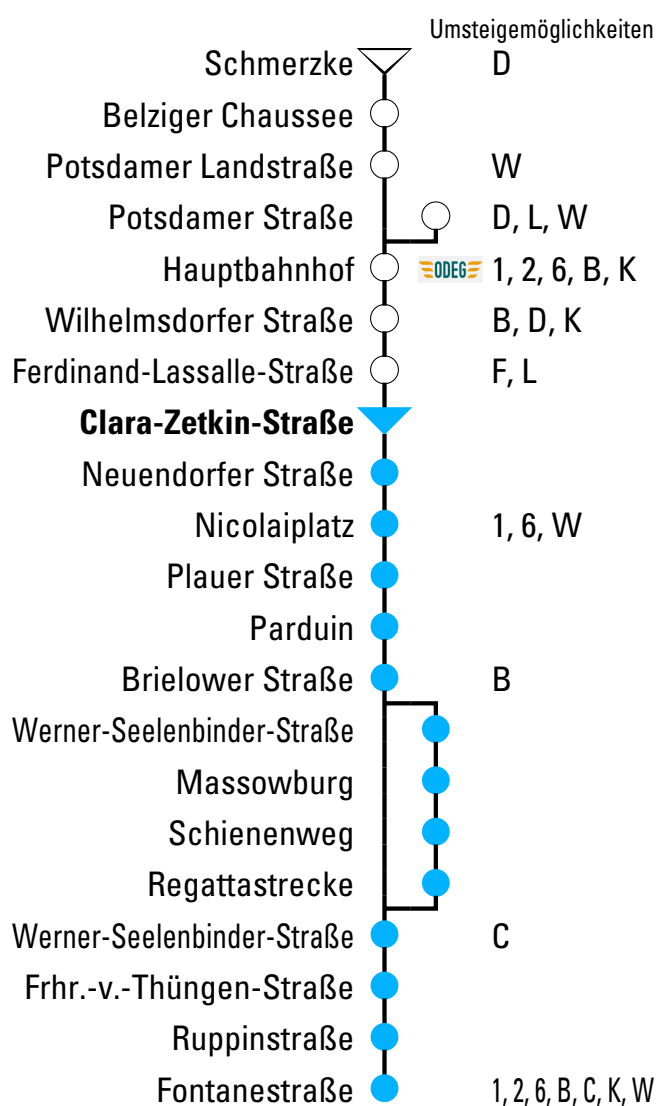 Umsteigemöglichkeiten
Schmerzke D
Belziger Chaussee
Potsdamer Landstraße W
Potsdamer Straße D, L, W
Hauptbahnhof ODEG 1, 2, 6, B, K
Wilhelmsdorfer Straße B, D, K
Ferdinand-Lassalle-Straße F, L
Clara-Zetkin-Straße
Neuendorfer Straße
Nicolaiplatz 1, 6, W
Plauer Straße
Parduin
Brielower Straße B
Werner-Seelenbinder-Straße
Massowburg
Schienenweg
Regattastrecke
Werner-Seelenbinder-Straße C
Frhr.-v.-Thüngen-Straße
Ruppinstraße
Fontanestraße 1, 2, 6, B, C, K, W